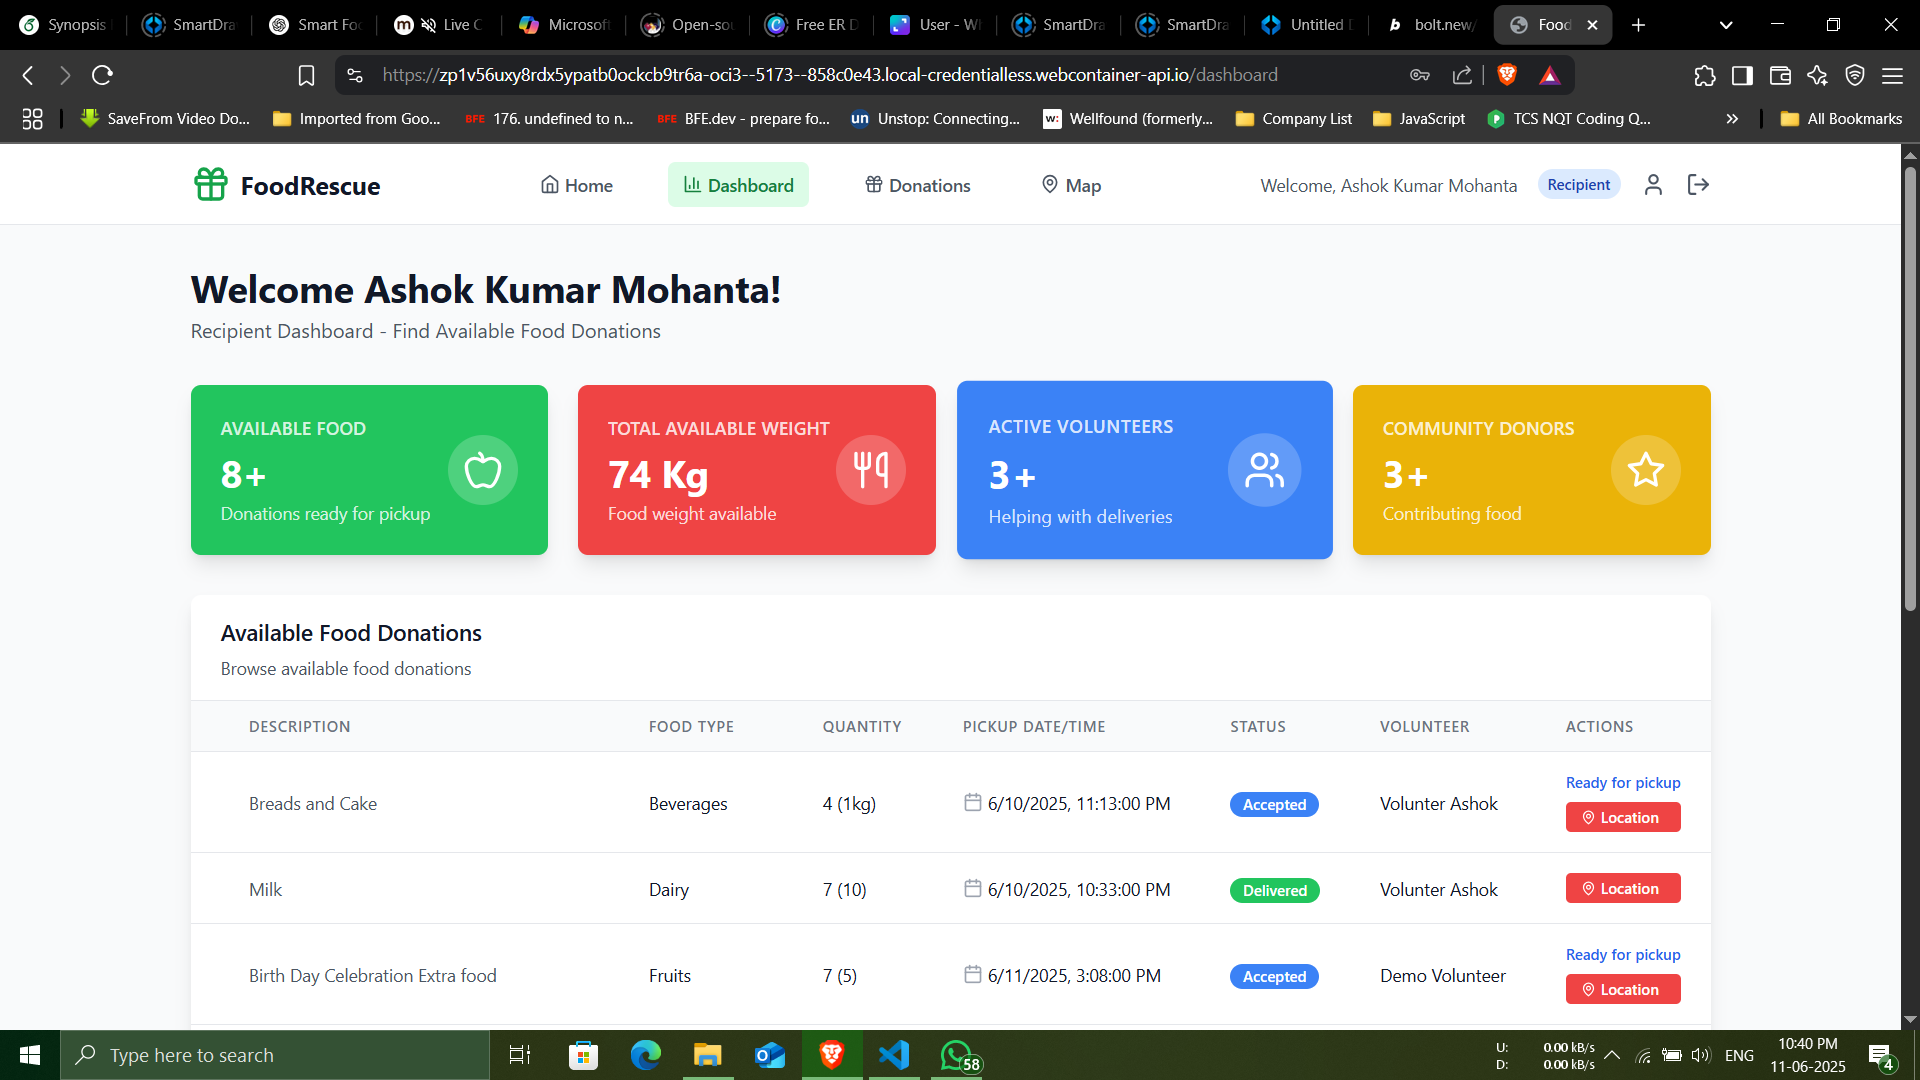 Synopsis
SmartDra
Smart Foo
Live C
Microsof
Open-sou
Free ER D
User - W
SmartDra
SmartDra
Untitled
bolt.new/
Food
https://zp1v56uxy8rdx5ypatb0ockcb9tr6a-oci3--5173--858c0e43.local-credentialless.webcontainer-api.io/dashboard
SaveFrom Video Do...
Imported from Goo...
BFE 176. undefined to n...
BFE BFE.dev - prepare fo...
un Unstop: Connecting...
w: Wellfound (formerly...
Company List
JavaScript
TCS NQT Coding Q...
»
All Bookmarks
FoodRescue
Home
Dashboard
Donations
Map
Welcome, Ashok Kumar Mohanta
Recipient
Welcome Ashok Kumar Mohanta!
Recipient Dashboard - Find Available Food Donations
AVAILABLE FOOD
8+
Donations ready for pickup
TOTAL AVAILABLE WEIGHT
74 Kg
Food weight available
ACTIVE VOLUNTEERS
3+
Helping with deliveries
COMMUNITY DONORS
3+
Contributing food
Available Food Donations
Browse available food donations
DESCRIPTION FOOD TYPE QUANTITY PICKUP DATE/TIME STATUS VOLUNTEER ACTIONS
Breads and Cake Beverages 4 (1kg) 6/10/2025, 11:13:00 PM Accepted Volunter Ashok Ready for pickup
Location
Milk Dairy 7 (10) 6/10/2025, 10:33:00 PM Delivered Volunter Ashok Location
Birth Day Celebration Extra food Fruits 7 (5) 6/11/2025, 3:08:00 PM Accepted Demo Volunteer Ready for pickup
Location
Type here to search
58
U: 0.00 kB/s
D: 0.00 kB/s
ENG
10:40 PM
11-06-2025
4